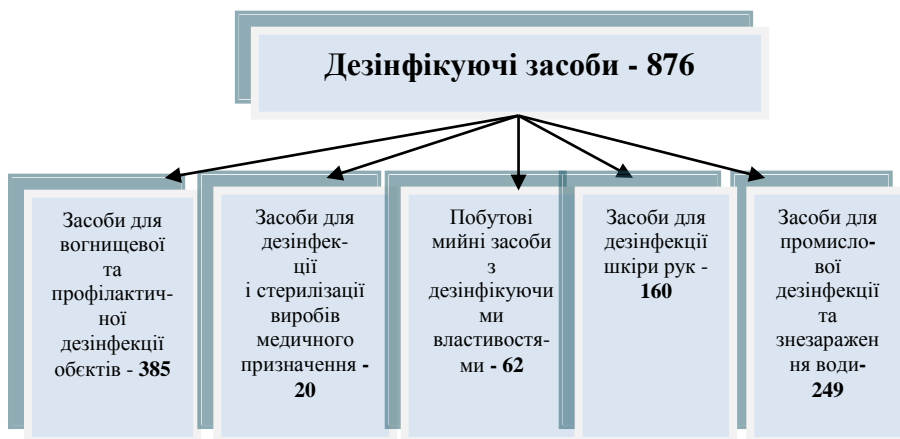 Дезінфікуючі засоби - 876
Засоби для
вогнищевої
та
профілактич-
ної
дезінфекції
обєктів - 385
Засоби для
дезінфек-
ції
і стерилізації
виробів
медичного
призначення -
20
Побутові
мийні засоби
з
дезінфікуючи
ми
властивостя-
ми - 62
Засоби для
дезінфекції
шкіри рук -
160
Засоби для
промисло-
вої
дезінфекції
та
знезаражен
ня води-
249